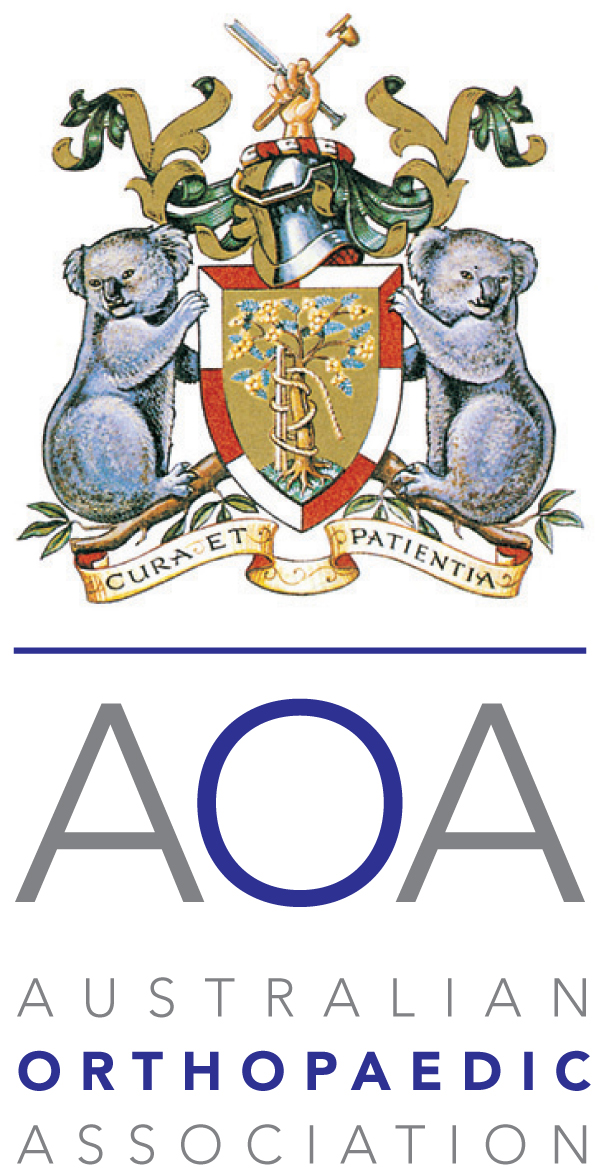 CURA ET PATIENTIA
AOA
AUSTRALIAN
ORTHOPAEDIC
ASSOCIATION